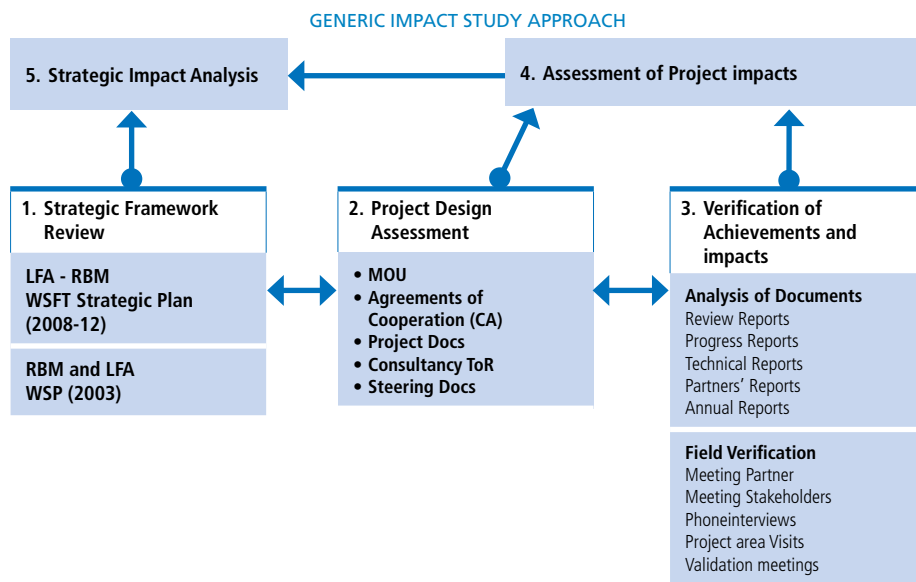 GENERIC IMPACT STUDY APPROACH
5. Strategic Impact Analysis
4. Assessment of Project impacts
1. Strategic Framework
Review
LFA - RBM
WSFT Strategic Plan
(2008-12)
RBM and LFA
WSP (2003)
2. Project Design
Assessment
• MOU
• Agreements of
Cooperation (CA)
• Project Docs
• Consultancy ToR
• Steering Docs
3. Verification of
Achievements and
impacts
Analysis of Documents
Review Reports
Progress Reports
Technical Reports
Partners’ Reports
Annual Reports
Field Verification
Meeting Partner
Meeting Stakeholders
Phoneinterviews
Project area Visits
Validation meetings